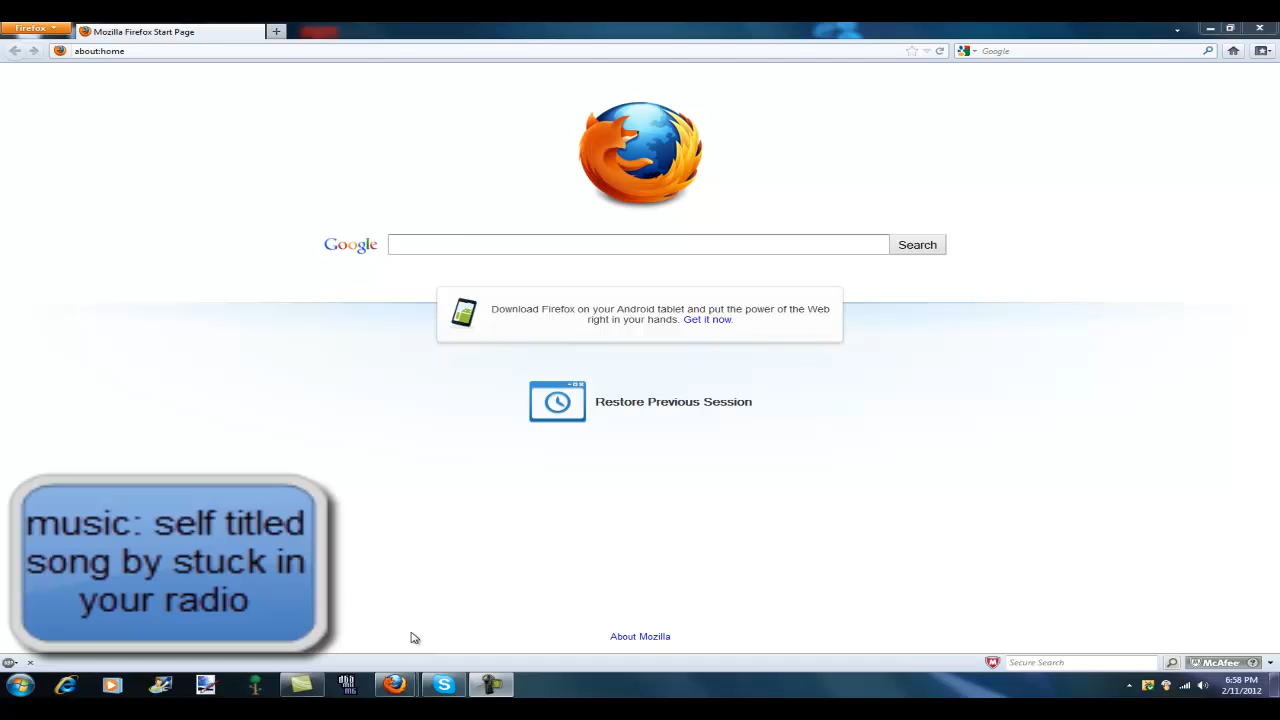 Firefox
Mozilla Firefox Start Page
about:home
Google
Google
Search
Download Firefox on your Android tablet and put the power of the Web
right in your hands. Get it now.
Restore Previous Session
music: self titled
song by stuck in
your radio
About Mozilla
Secure Search
McAfee
6:58 PM
2/11/2012